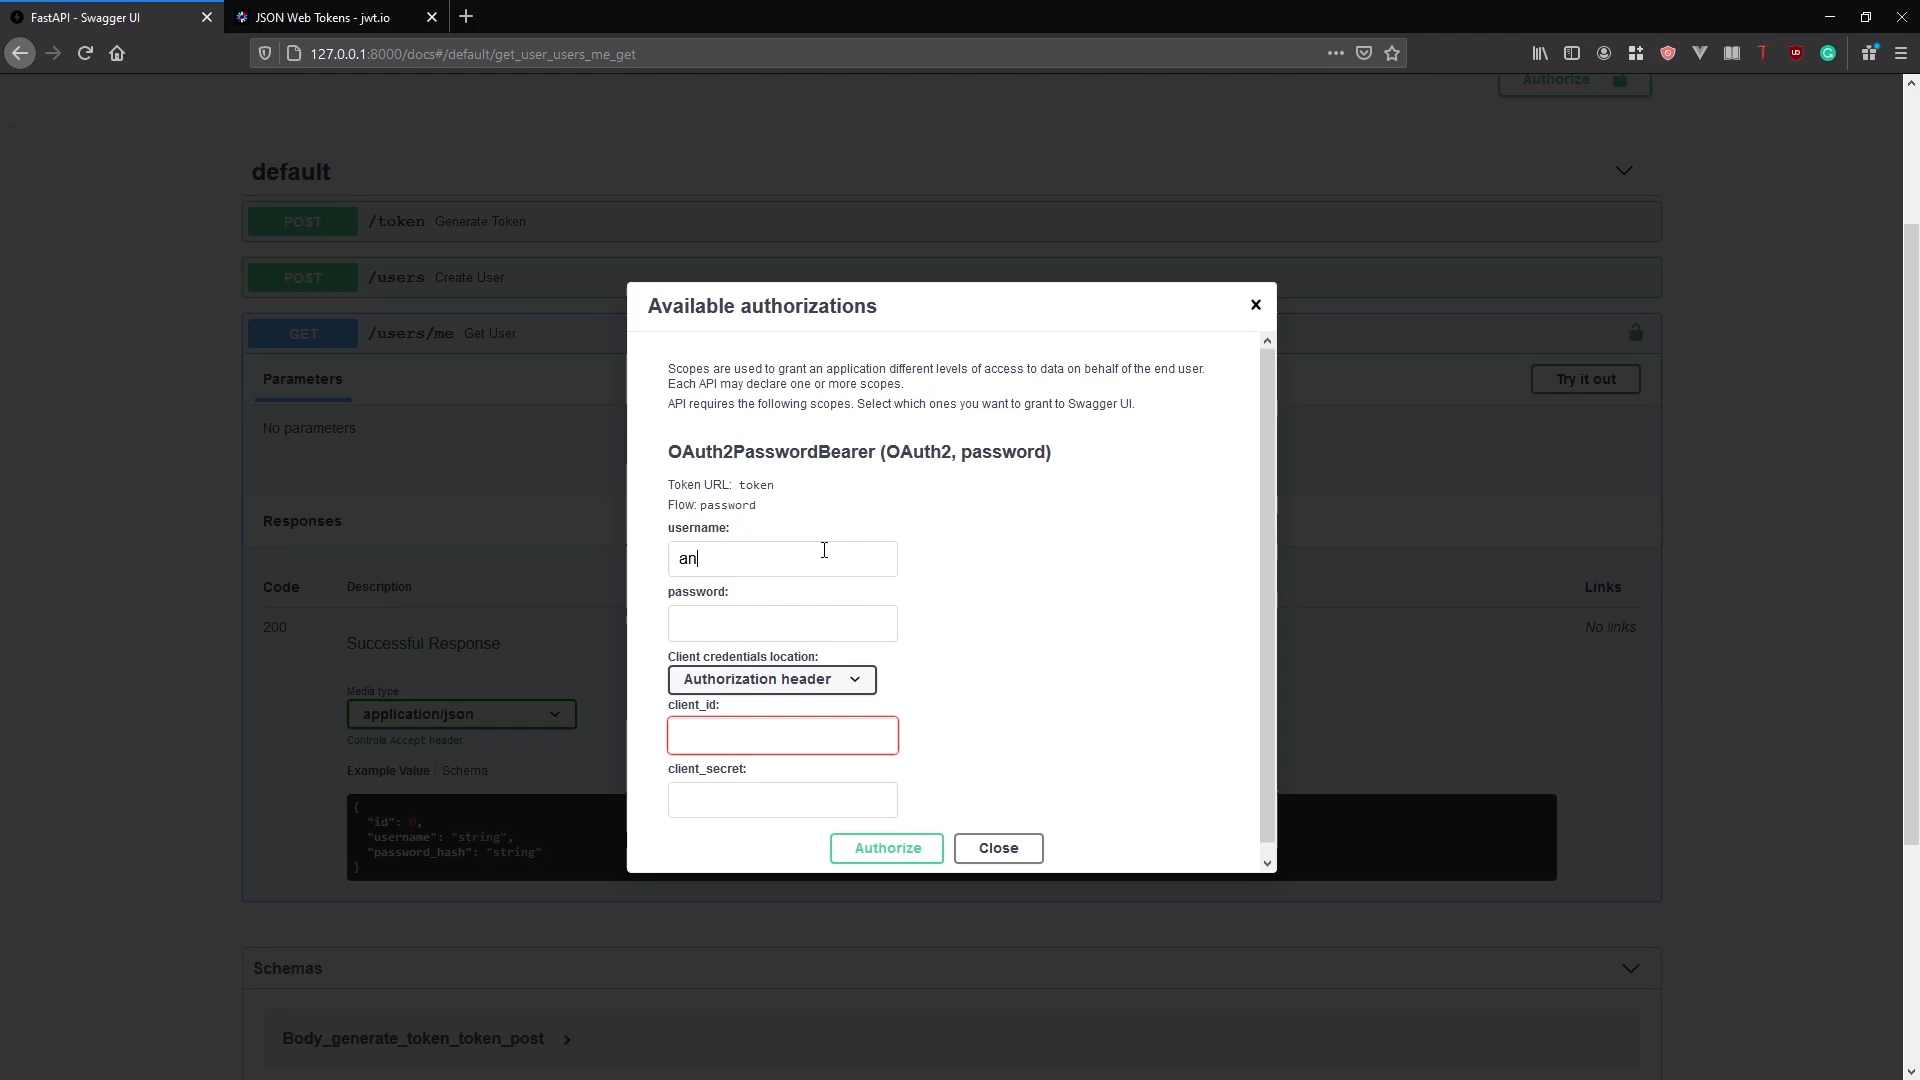 FastAPI - Swagger UI
JSON Web Tokens - jwt.io
127.0.0.1:8000/docs#/default/get_user_users_me_get
Authorize
default
POST /token Generate Token
POST /users Create User
GET /users/me Get User
Parameters
Try it out
No parameters
Responses
Code Description Links
200
Successful Response
No links
Media type
application/json
Controls Accept header.
Example Value Schema
{
"id": 0,
"username": "string",
"password_hash": "string"
}
Available authorizations
Scopes are used to grant an application different levels of access to data on behalf of the end user.
Each API may declare one or more scopes.
API requires the following scopes. Select which ones you want to grant to Swagger UI.
OAuth2PasswordBearer (OAuth2, password)
Token URL: token
Flow: password
username:
an
password:
Client credentials location:
Authorization header
client_id:
client_secret:
Authorize Close
Schemas
Body_generate_token_token_post